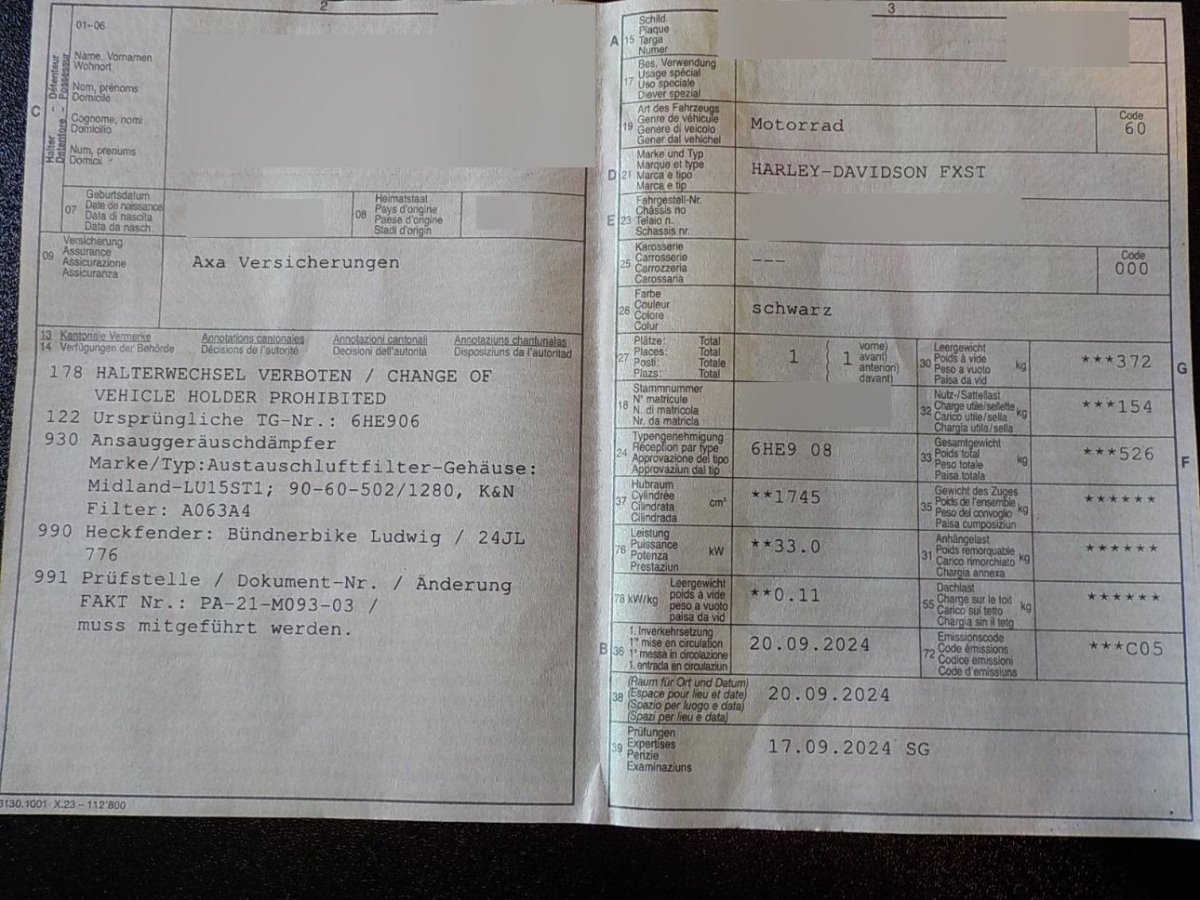 2
01–06
C
Halter – Détenteur
Detentore – Possessur
Name, Vornamen
Wohnort
Nom, prénoms
Domicile
Cognome, nomi
Domicilio
Num, prenums
Domicil
07
Geburtsdatum
Date de naissance
Data di nascita
Data da nasch.
08
Heimatstaat
Pays d'origine
Paese d'origine
Stadi d'origin
09
Versicherung
Assurance
Assicurazione
Assicuranza
Axa Versicherungen
13 Kantonale Vermerke Annotations cantonales Annotazioni cantonali Annotaziuns chantunalas
14 Verfügungen der Behörde Décisions de l'autorité Decisioni dell'autorità Disposiziuns da l'autoritad
178 HALTERWECHSEL VERBOTEN / CHANGE OF
VEHICLE HOLDER PROHIBITED
122 Ursprüngliche TG-Nr.: 6HE906
930 Ansauggeräuschdämpfer
Marke/Typ:Austauschluftfilter-Gehäuse:
Midland-LU15ST1; 90-60-502/1280, K&N
Filter: A063A4
990 Heckfender: Bündnerbike Ludwig / 24JL
776
991 Prüfstelle / Dokument-Nr. / Änderung
FAKT Nr.: PA-21-M093-03 /
muss mitgeführt werden.
3130.1001 · X.23 – 112'800
3
A
15
Schild
Plaque
Targa
Numer
17
Bes. Verwendung
Usage spécial
Uso speciale
Diever spezial
19
Art des Fahrzeugs
Genre de véhicule
Genere di veicolo
Gener dal vehichel
Motorrad
Code
60
D
21
Marke und Typ
Marque et type
Marca e tipo
Marca e tip
HARLEY-DAVIDSON FXST
E
23
Fahrgestell-Nr.
Châssis no
Telaio n.
Schassis nr.
25
Karosserie
Carrosserie
Carrozzeria
Carossaria
---
Code
000
26
Farbe
Couleur
Colore
Colur
schwarz
27
Plätze: Total
Places: Total
Posti: Totale
Plazs: Total
1
1
vorne)
avant)
anteriori)
davant)
30
Leergewicht
Poids à vide
Peso a vuoto
Paisa da vid
kg
***372
G
18
Stammnummer
N° matricule
N. di matricola
Nr. da matricla
32
Nutz-/Sattellast
Charge utile/sellette
Carico utile/sella
Chargia utila/sella
kg
***154
24
Typengenehmigung
Réception par type
Approvazione del tipo
Approvaziun dal tip
6HE9 08
33
Gesamtgewicht
Poids total
Peso totale
Paisa totala
kg
***526
F
37
Hubraum
Cylindrée
Cilindrata
Cilindrada
cm³
**1745
35
Gewicht des Zuges
Poids de l'ensemble
Peso del convoglio
Paisa cumposiziun
kg
******
76
Leistung
Puissance
Potenza
Prestaziun
kW
**33.0
31
Anhängelast
Poids remorquable
Carico rimorchiato
Chargia annexa
kg
******
78 kW/kg
Leergewicht
poids à vide
peso a vuoto
paisa da vid
**0.11
55
Dachlast
Charge sur le toit
Carico sul tetto
Chargia sin il tetg
kg
******
B
36
1. Inverkehrsetzung
1re mise en circulation
1a messa in circolazione
1. entrada en circulaziun
20.09.2024
72
Emissionscode
Code émissions
Codice emissioni
Code d'emissiuns
***C05
38
(Raum für Ort und Datum)
(Espace pour lieu et date)
(Spazio per luogo e data)
(Spazi per lieu e data)
20.09.2024
39
Prüfungen
Expertises
Perizie
Examinaziuns
17.09.2024 SG